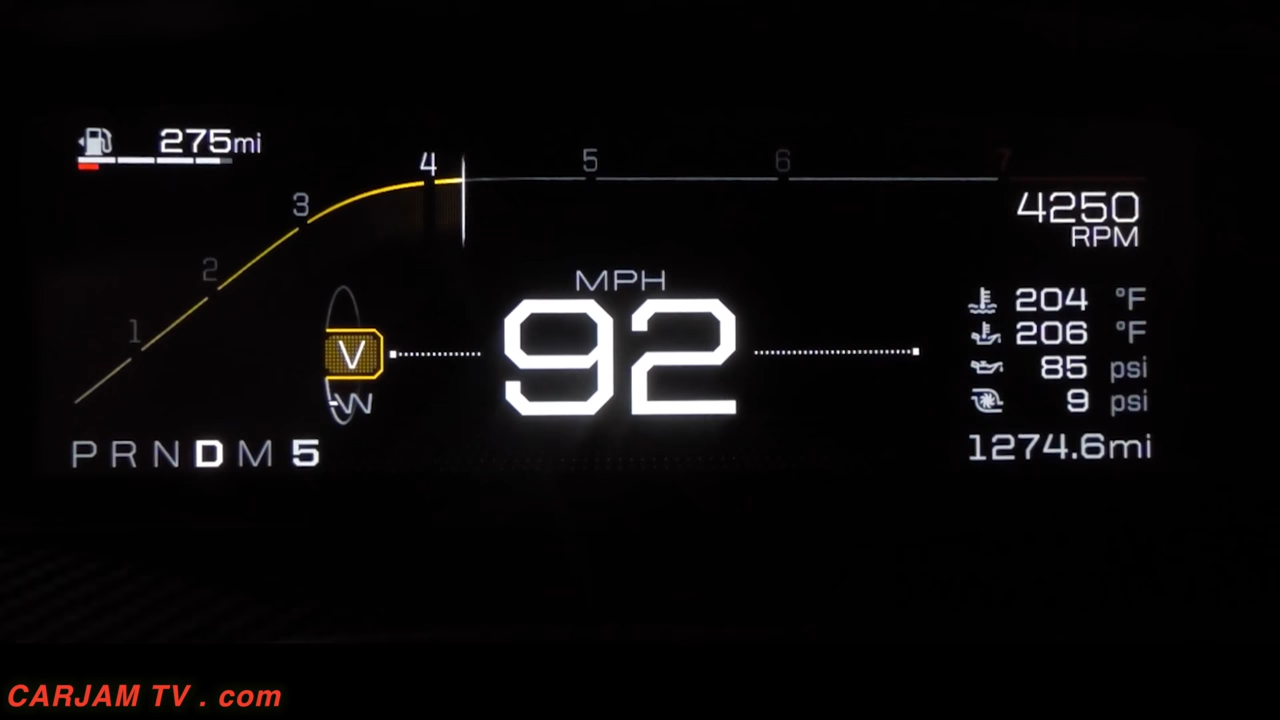 275mi
1 2 3 4 5 6 7
4250
RPM
MPH
92
V
W
204 °F
206 °F
85 psi
9 psi
1274.6mi
P R N D M 5
CARJAM TV . com